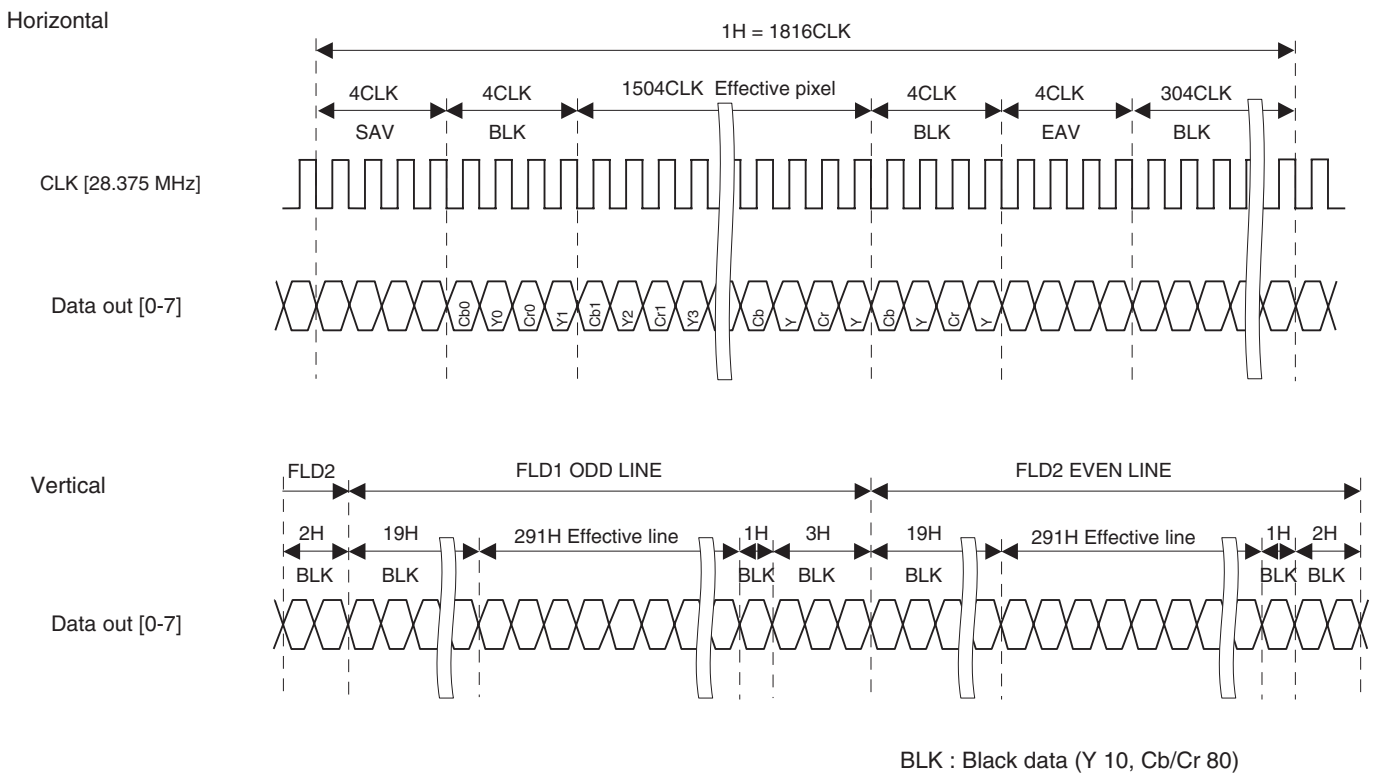 Horizontal
1H = 1816CLK
4CLK 4CLK 1504CLK Effective pixel 4CLK 4CLK 304CLK
SAV BLK BLK EAV BLK
CLK [28.375 MHz]
Data out [0-7]
Cb0 Y0 Cr0 Y1 Cb1 Y2 Cr1 Y3 Cb Y Cr Y Cb Y Cr Y
Vertical
FLD2 FLD1 ODD LINE FLD2 EVEN LINE
2H 19H 291H Effective line 1H 3H 19H 291H Effective line 1H 2H
BLK BLK BLK BLK BLK BLK BLK
Data out [0-7]
BLK : Black data (Y 10, Cb/Cr 80)